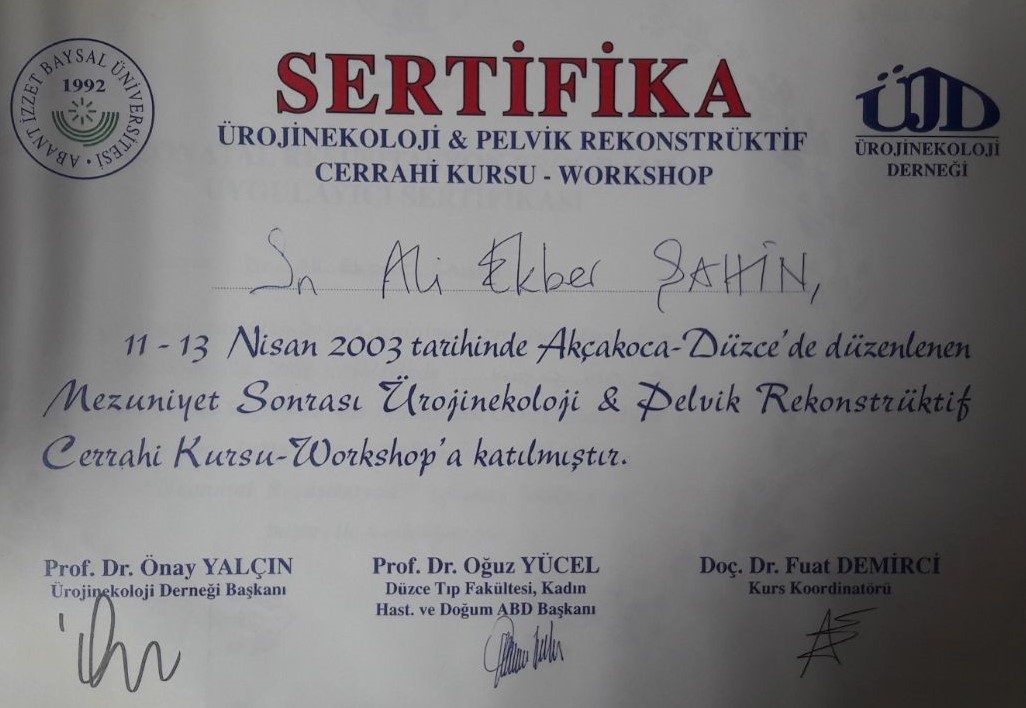 ABANT İZZET BAYSAL ÜNİVERSİTESİ
1992
SERTİFİKA
ÜROJİNEKOLOJİ & PELVİK REKONSTRÜKTİF
CERRAHİ KURSU - WORKSHOP
ÜJD
ÜROJİNEKOLOJİ
DERNEĞİ
Sn Ali Ekber ŞAHİN,
11 - 13 Nisan 2003 tarihinde Akçakoca-Düzce'de düzenlenen
Mezuniyet Sonrası Ürojinekoloji & Pelvik Rekonstrüktif
Cerrahi Kursu-Workshop'a katılmıştır.
Prof. Dr. Önay YALÇIN
Ürojinekoloji Derneği Başkanı
Prof. Dr. Oğuz YÜCEL
Düzce Tıp Fakültesi, Kadın
Hast. ve Doğum ABD Başkanı
Doç. Dr. Fuat DEMİRCİ
Kurs Koordinatörü